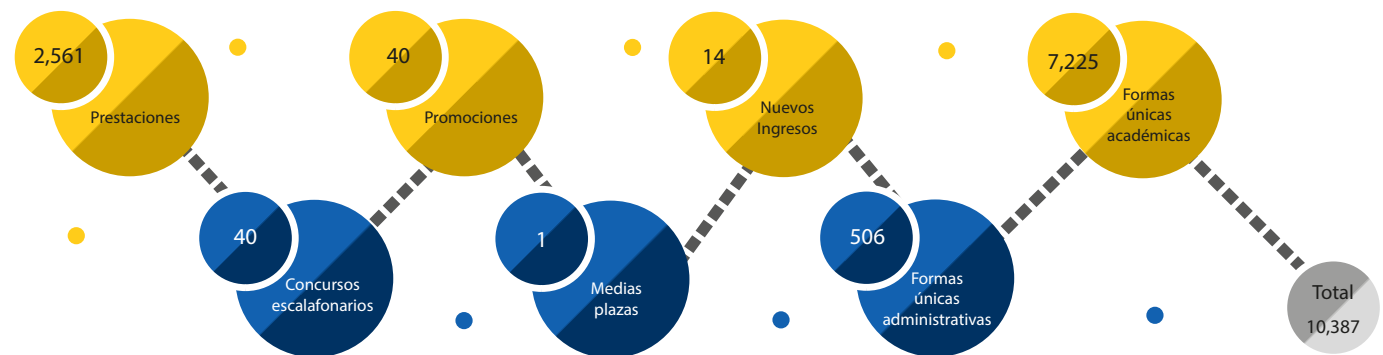 2,561
Prestaciones
40
Concursos
escalafonarios
40
Promociones
1
Medias
plazas
14
Nuevos
Ingresos
506
Formas
únicas
administrativas
7,225
Formas
únicas
académicas
Total
10,387